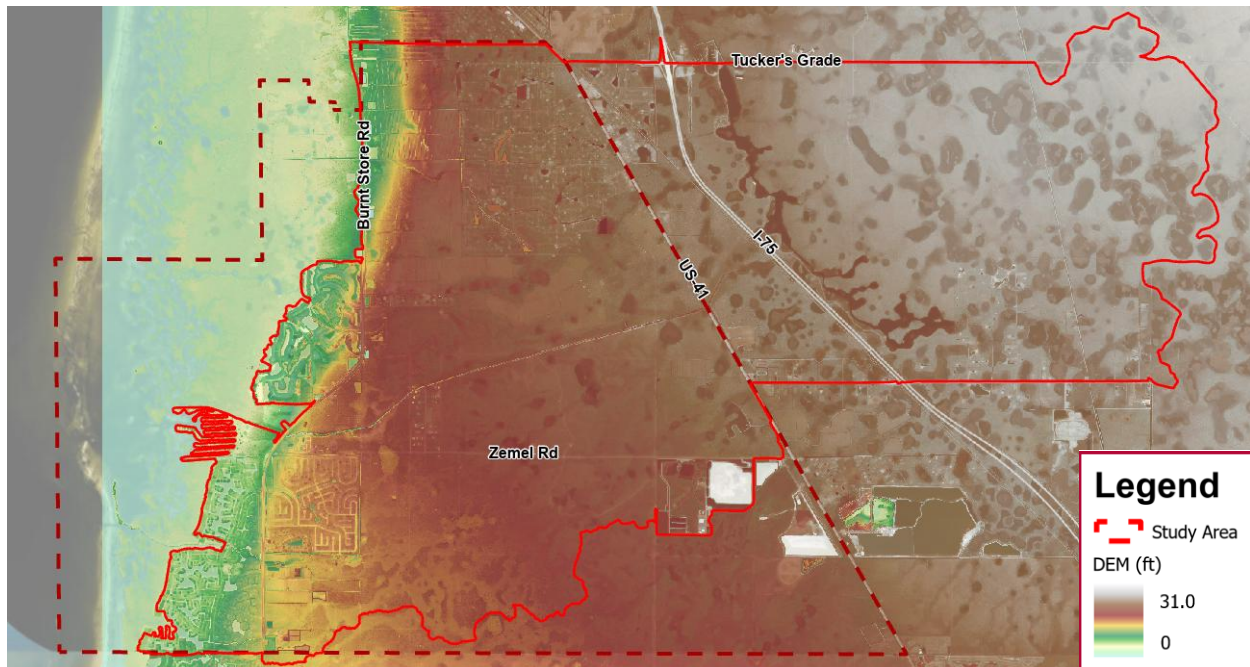 Tucker's Grade
Burnt Store Rd
I-75
US-41
Zemel Rd
Legend
Study Area
DEM (ft)
31.0
0